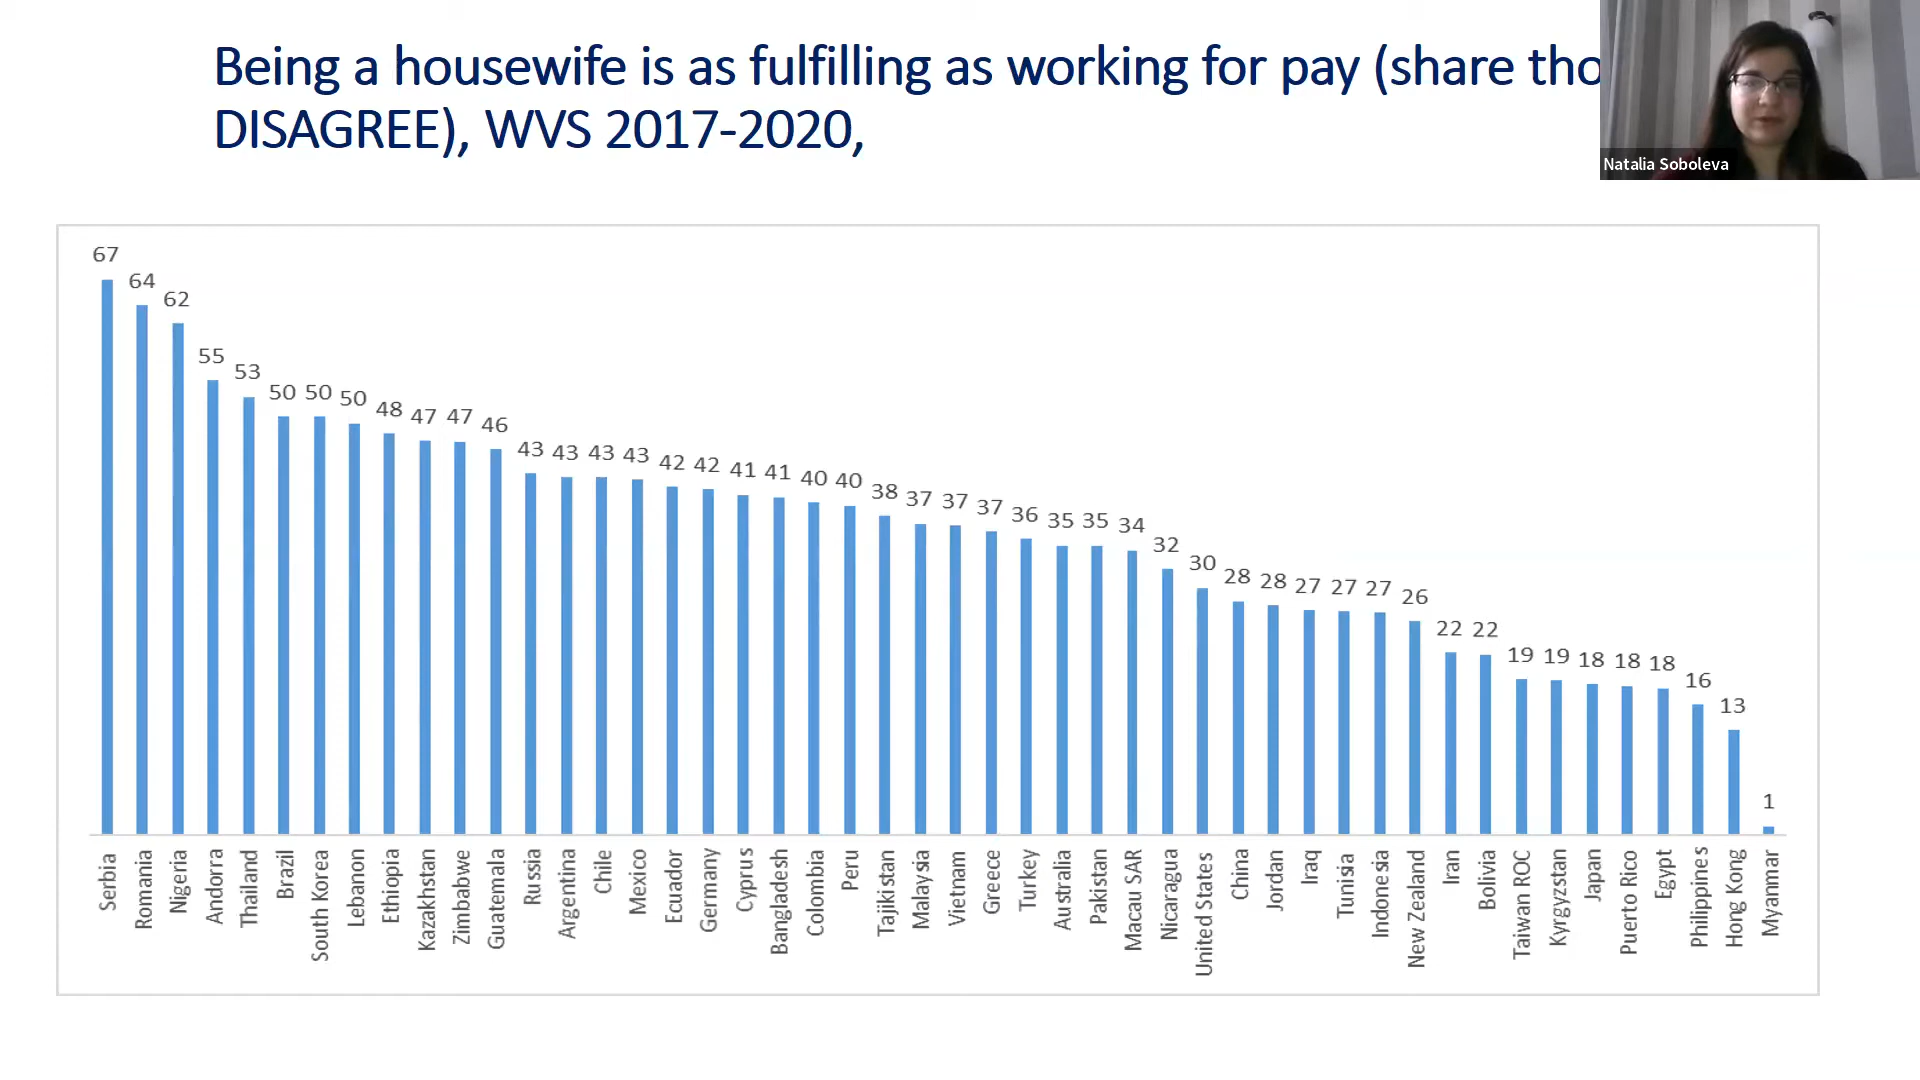 Being a housewife is as fulfilling as working for pay (share
DISAGREE), WVS 2017-2020,
Natalia Soboleva
67
64
62
55
53
50 50 50
48 47 47 46
43 43 43 43 42 42 41 41 40 40
38 37 37 37 36 35 35 34
32
30
28 28 27 27 27 26
22 22
19 19 18 18 18
16
13
1
Serbia
Romania
Nigeria
Andorra
Thailand
Brazil
South Korea
Lebanon
Ethiopia
Kazakhstan
Zimbabwe
Guatemala
Russia
Argentina
Chile
Mexico
Ecuador
Germany
Cyprus
Bangladesh
Colombia
Peru
Tajikistan
Malaysia
Vietnam
Greece
Turkey
Australia
Pakistan
Macau SAR
Nicaragua
United States
China
Jordan
Iraq
Tunisia
Indonesia
New Zealand
Iran
Bolivia
Taiwan ROC
Kyrgyzstan
Japan
Puerto Rico
Egypt
Philippines
Hong Kong
Myanmar